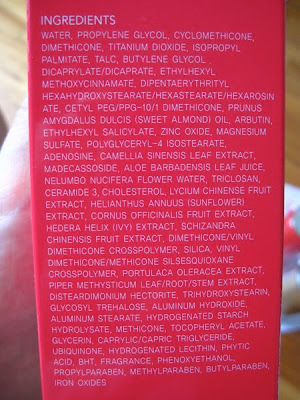 INGREDIENTS
WATER, PROPYLENE GLYCOL, CYCLOMETHICONE,
DIMETHICONE, TITANIUM DIOXIDE, ISOPROPYL
PALMITATE, TALC, BUTYLENE GLYCOL
DICAPRYLATE/DICAPRATE, ETHYLHEXYL
METHOXYCINNAMATE, DIPENTAERYTHRITYL
HEXAHYDROXYSTEARATE/HEXASTEARATE/HEXAROSIN
ATE, CETYL PEG/PPG-10/1 DIMETHICONE, PRUNUS
AMYGDALUS DULCIS (SWEET ALMOND) OIL, ARBUTIN,
ETHYLHEXYL SALICYLATE, ZINC OXIDE, MAGNESIUM
SULFATE, POLYGLYCERYL-4 ISOSTEARATE,
ADENOSINE, CAMELLIA SINENSIS LEAF EXTRACT,
MADECASSOSIDE, ALOE BARBADENSIS LEAF JUICE,
NELUMBO NUCIFERA FLOWER WATER, TRICLOSAN,
CERAMIDE 3, CHOLESTEROL, LYCIUM CHINENSE FRUIT
EXTRACT, HELIANTHUS ANNUUS (SUNFLOWER)
EXTRACT, CORNUS OFFICINALIS FRUIT EXTRACT,
HEDERA HELIX (IVY) EXTRACT, SCHIZANDRA
CHINENSIS FRUIT EXTRACT, DIMETHICONE/VINYL
DIMETHICONE CROSSPOLYMER, SILICA, VINYL
DIMETHICONE/METHICONE SILSESQUIOXANE
CROSSPOLYMER, PORTULACA OLERACEA EXTRACT,
PIPER METHYSTICUM LEAF/ROOT/STEM EXTRACT,
DISTEARDIMONIUM HECTORITE, TRIHYDROXYSTEARIN,
GLYCOSYL TREHALOSE, ALUMINUM HYDROXIDE,
ALUMINUM STEARATE, HYDROGENATED STARCH
HYDROLYSATE, METHICONE, TOCOPHERYL ACETATE,
GLYCERIN, CAPRYLIC/CAPRIC TRIGLYCERIDE,
UBIQUINONE, HYDROGENATED LECITHIN, PHYTIC
ACID, BHT, FRAGRANCE, PHENOXYETHANOL,
PROPYLPARABEN, METHYLPARABEN, BUTYLPARABEN,
IRON OXIDES